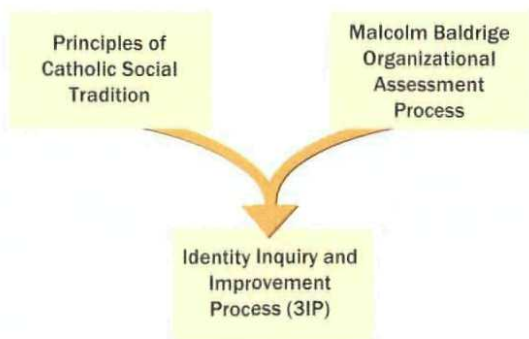 Principles of
Catholic Social
Tradition
Malcolm Baldrige
Organizational
Assessment
Process
Identity Inquiry and
Improvement
Process (3IP)